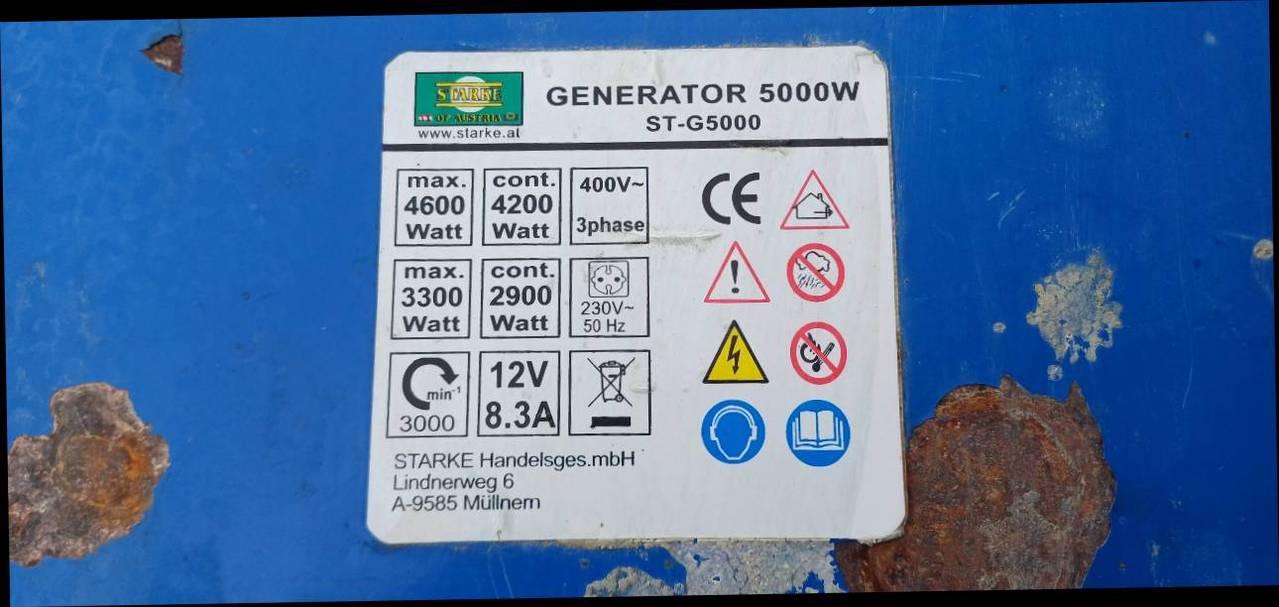 STARKE
OF AUSTRIA
www.starke.at
GENERATOR 5000W
ST-G5000
max.
4600
Watt
cont.
4200
Watt
400V~
3phase
CE
max.
3300
Watt
cont.
2900
Watt
230V~
50 Hz
min⁻¹
3000
12V
8.3A
STARKE Handelsges.mbH
Lindnerweg 6
A-9585 Müllnern